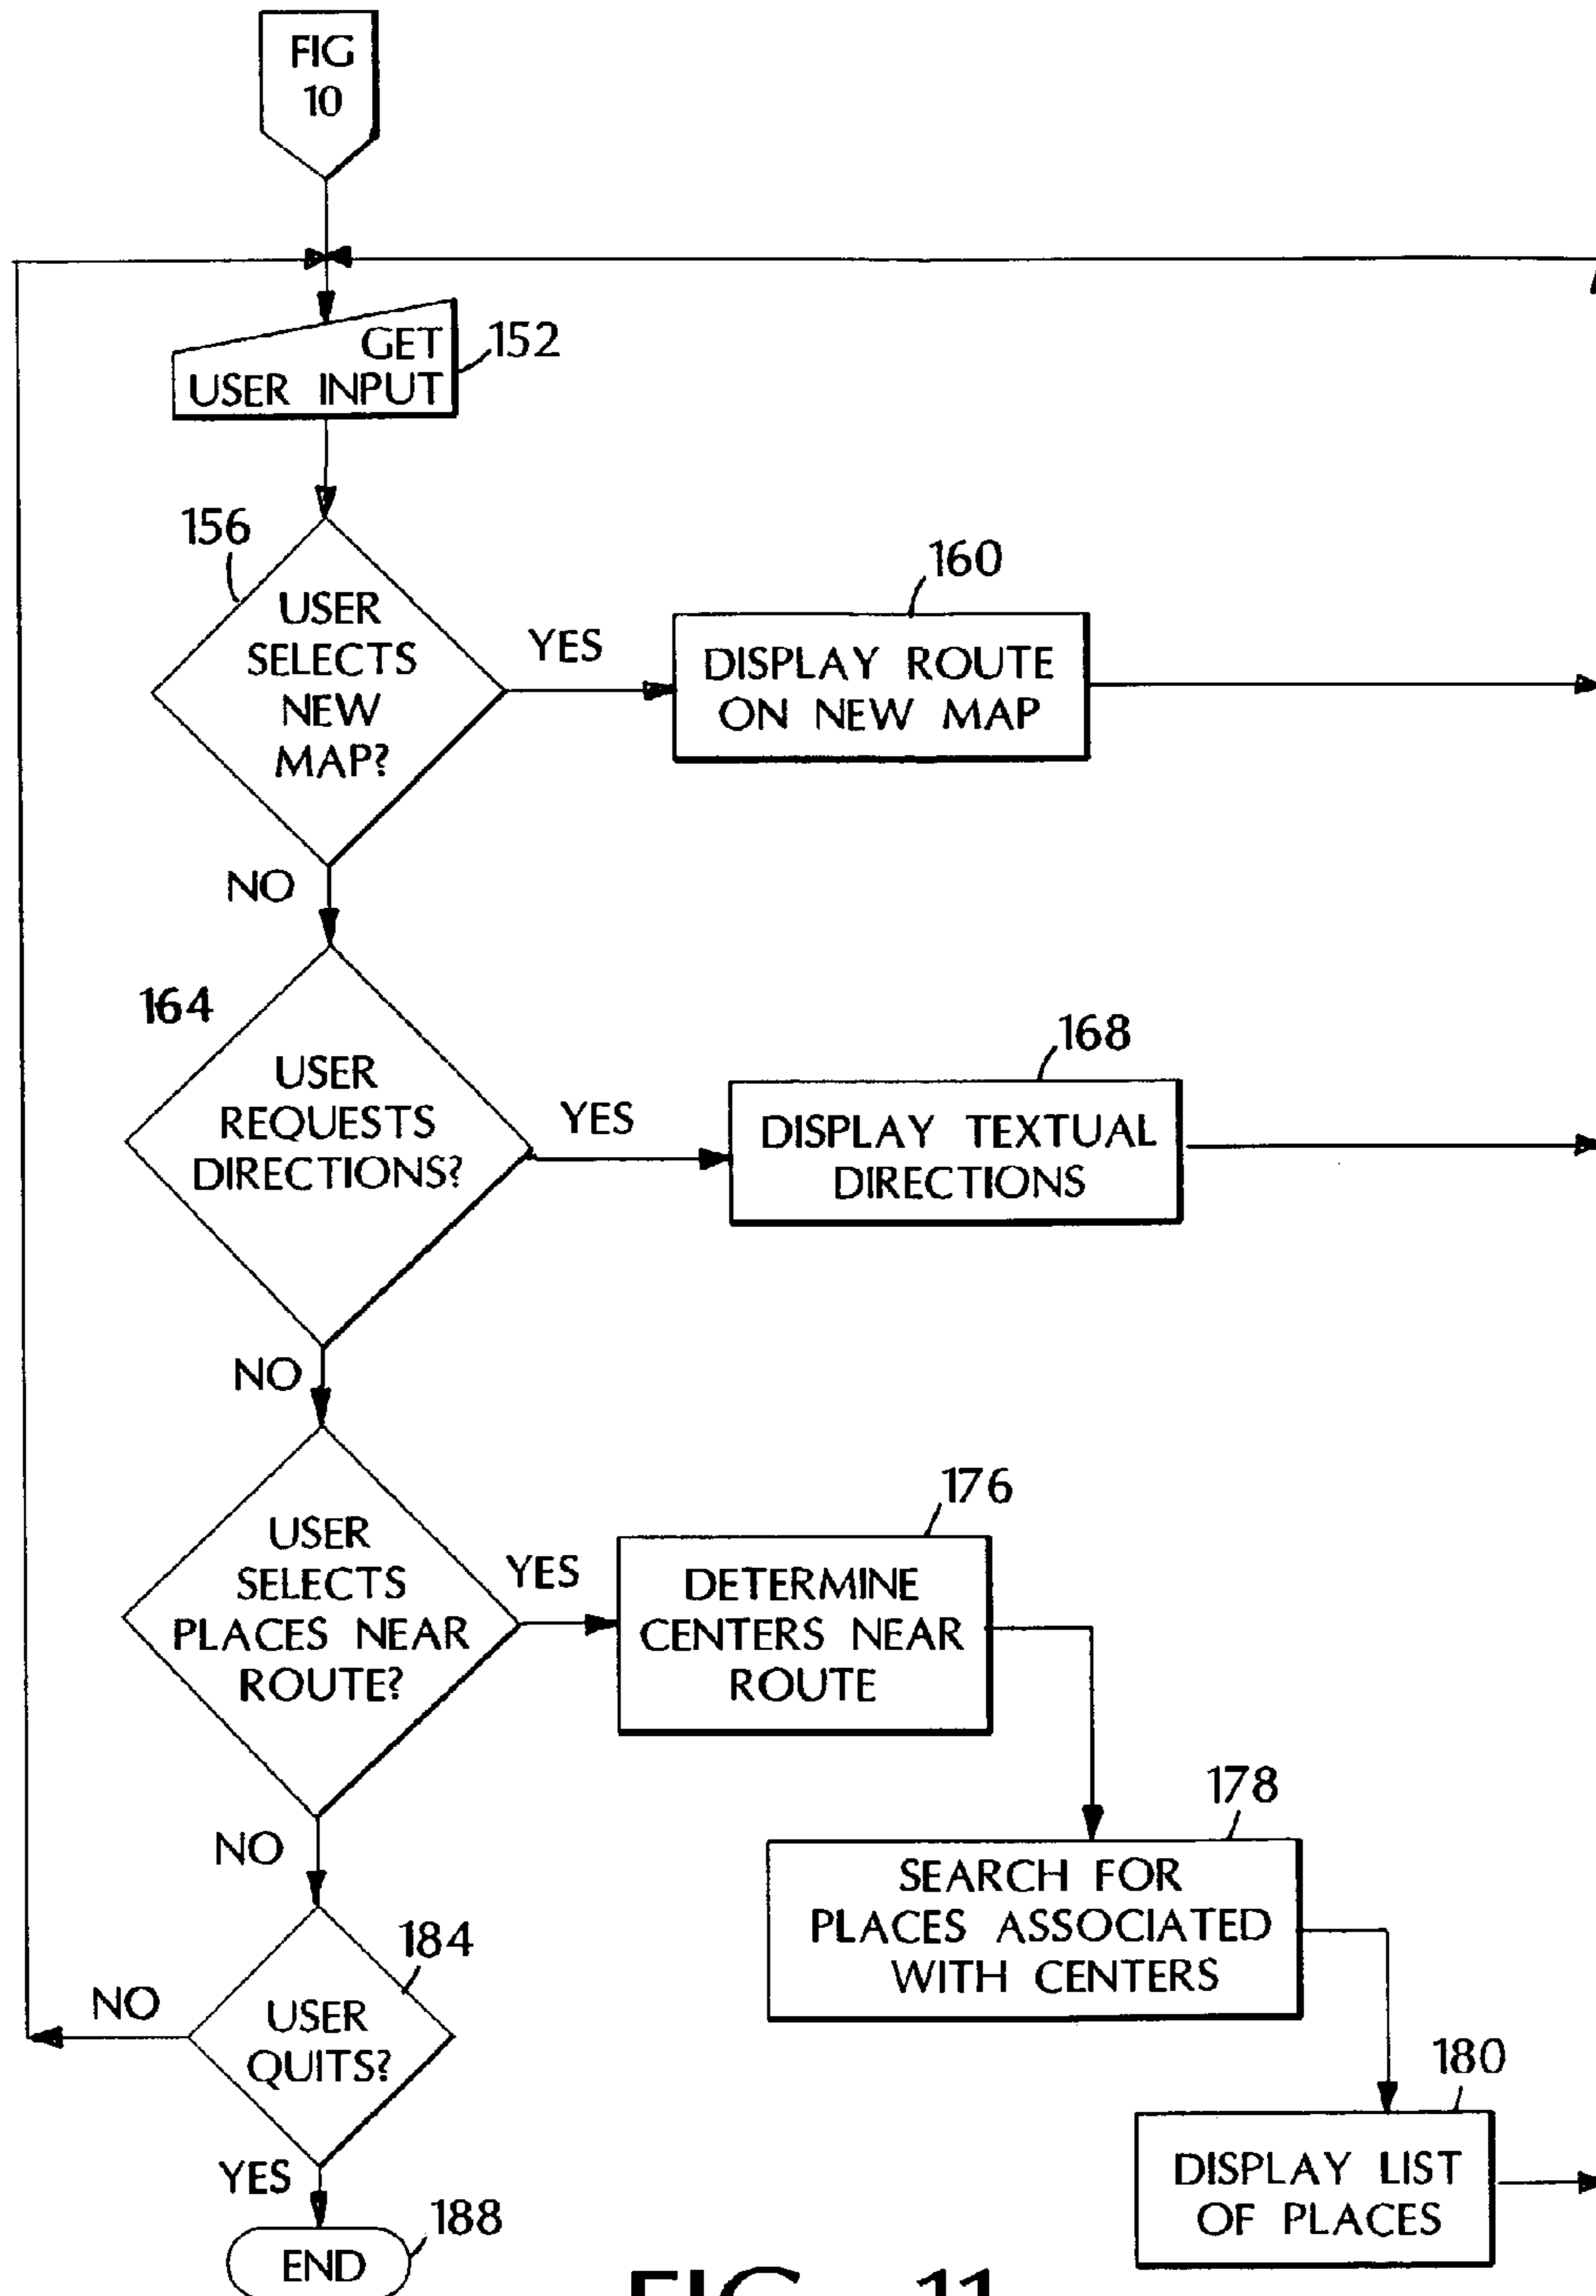 FIG
10
GET
USER INPUT
152
156
USER
SELECTS
NEW
MAP?
YES
160
DISPLAY ROUTE
ON NEW MAP
NO
164
USER
REQUESTS
DIRECTIONS?
YES
168
DISPLAY TEXTUAL
DIRECTIONS
NO
USER
SELECTS
PLACES NEAR
ROUTE?
YES
176
DETERMINE
CENTERS NEAR
ROUTE
178
SEARCH FOR
PLACES ASSOCIATED
WITH CENTERS
NO
184
USER
QUITS?
NO
180
DISPLAY LIST
OF PLACES
YES
188
END
FIG. 11